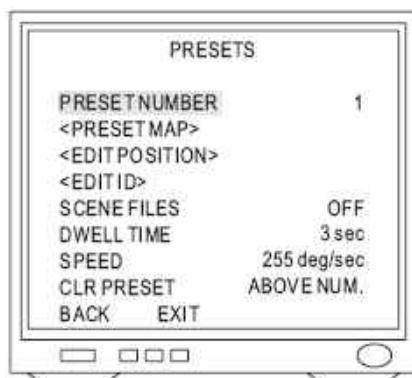 PRESETS
PRESET NUMBER 1
<PRESET MAP>
<EDIT POSITION>
<EDIT ID>
SCENE FILES OFF
DWELL TIME 3 sec
SPEED 255 deg/sec
CLR PRESET ABOVE NUM.
BACK EXIT